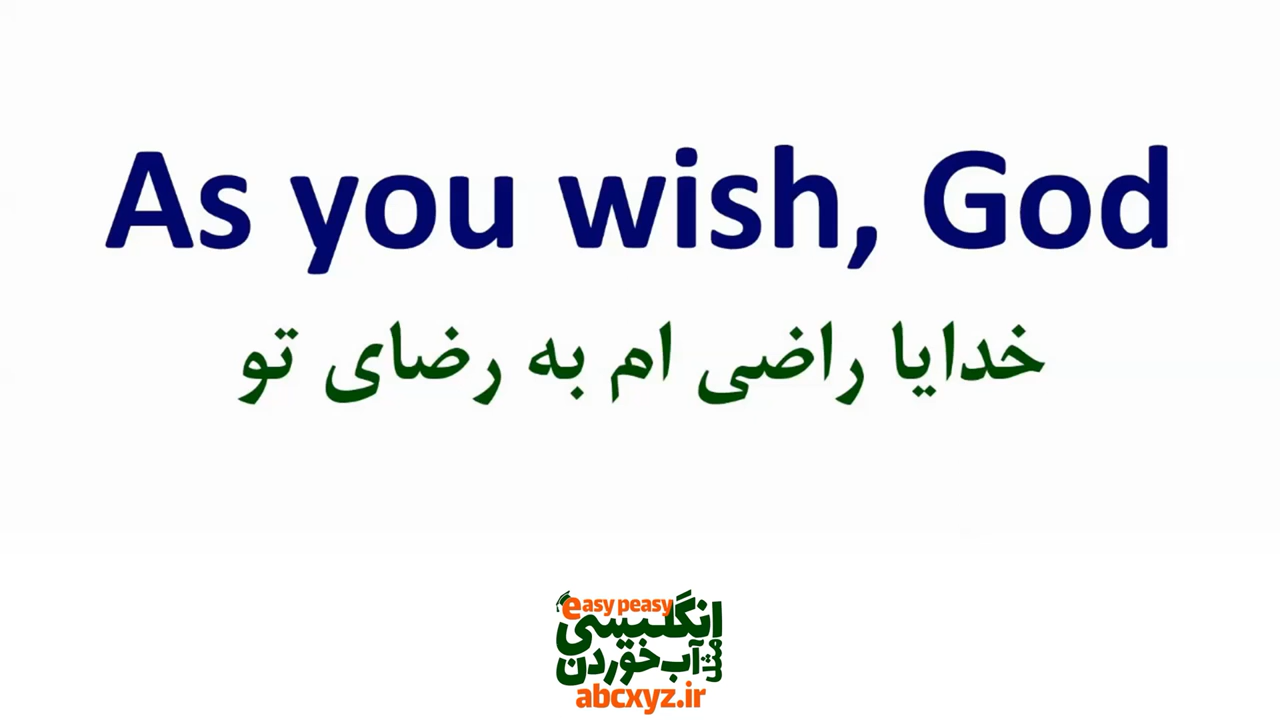 As you wish, God
خدایا راضی ام به رضای تو
easy peasy
انگلیسی
مثل آب خوردن
abcxyz.ir